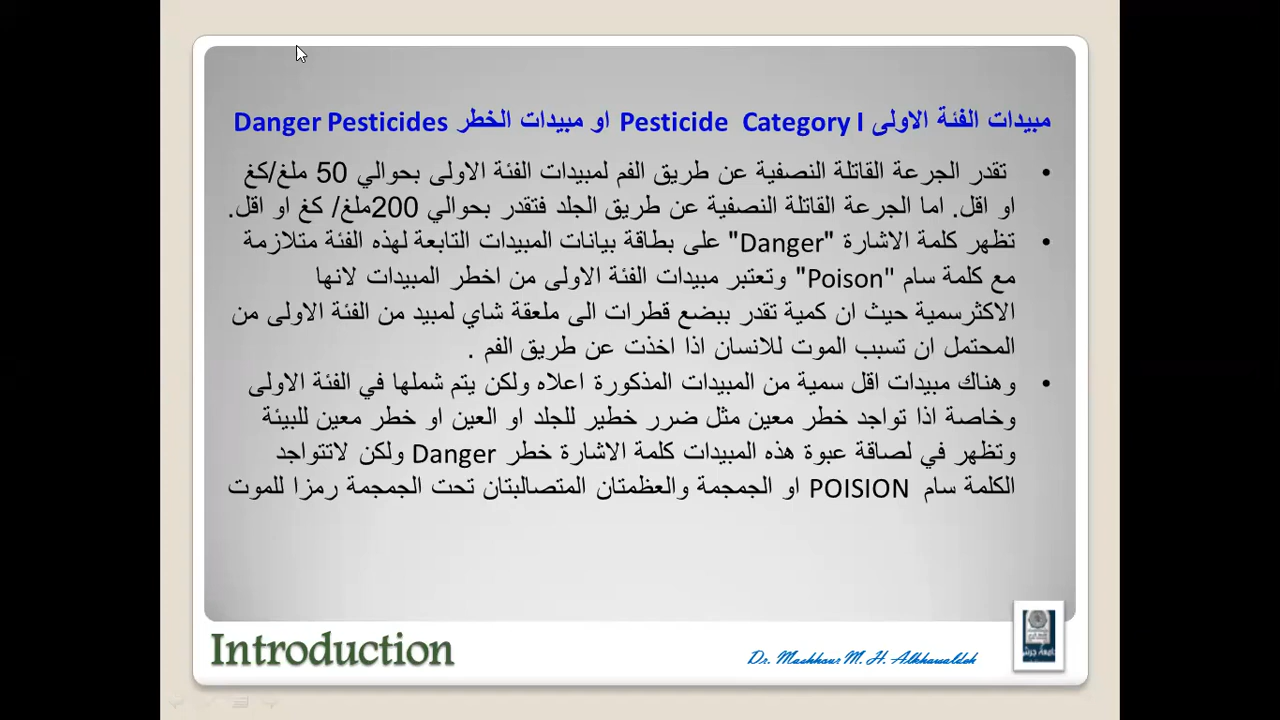 مبيدات الفئة الاولى Pesticide Category I او مبيدات الخطر Danger Pesticides
• تقدر الجرعة القاتلة النصفية عن طريق الفم لمبيدات الفئة الاولى بحوالي 50 ملغ/كغ
او اقل. اما الجرعة القاتلة النصفية عن طريق الجلد فتقدر بحوالي 200ملغ/ كغ او اقل.
• تظهر كلمة الاشارة "Danger" على بطاقة بيانات المبيدات التابعة لهذه الفئة متلازمة
مع كلمة سام "Poison" وتعتبر مبيدات الفئة الاولى من اخطر المبيدات لانها
الاكثرسمية حيث ان كمية تقدر ببضع قطرات الى ملعقة شاي لمبيد من الفئة الاولى من
المحتمل ان تسبب الموت للانسان اذا اخذت عن طريق الفم .
• وهناك مبيدات اقل سمية من المبيدات المذكورة اعلاه ولكن يتم شملها في الفئة الاولى
وخاصة اذا تواجد خطر معين مثل ضرر خطير للجلد او العين او خطر معين للبيئة
وتظهر في لصاقة عبوة هذه المبيدات كلمة الاشارة خطر Danger ولكن لاتتواجد
الكلمة سام POISION او الجمجمة والعظمتان المتصالبتان تحت الجمجمة رمزا للموت
Introduction
Dr. Mashhour M. H. Alkhawaldeh